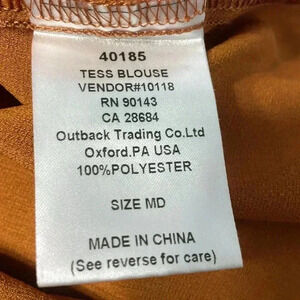 40185
TESS BLOUSE
VENDOR#10118
RN 90143
CA 28684
Outback Trading Co.Ltd
Oxford.PA USA
100%POLYESTER
SIZE MD
MADE IN CHINA
(See reverse for care)